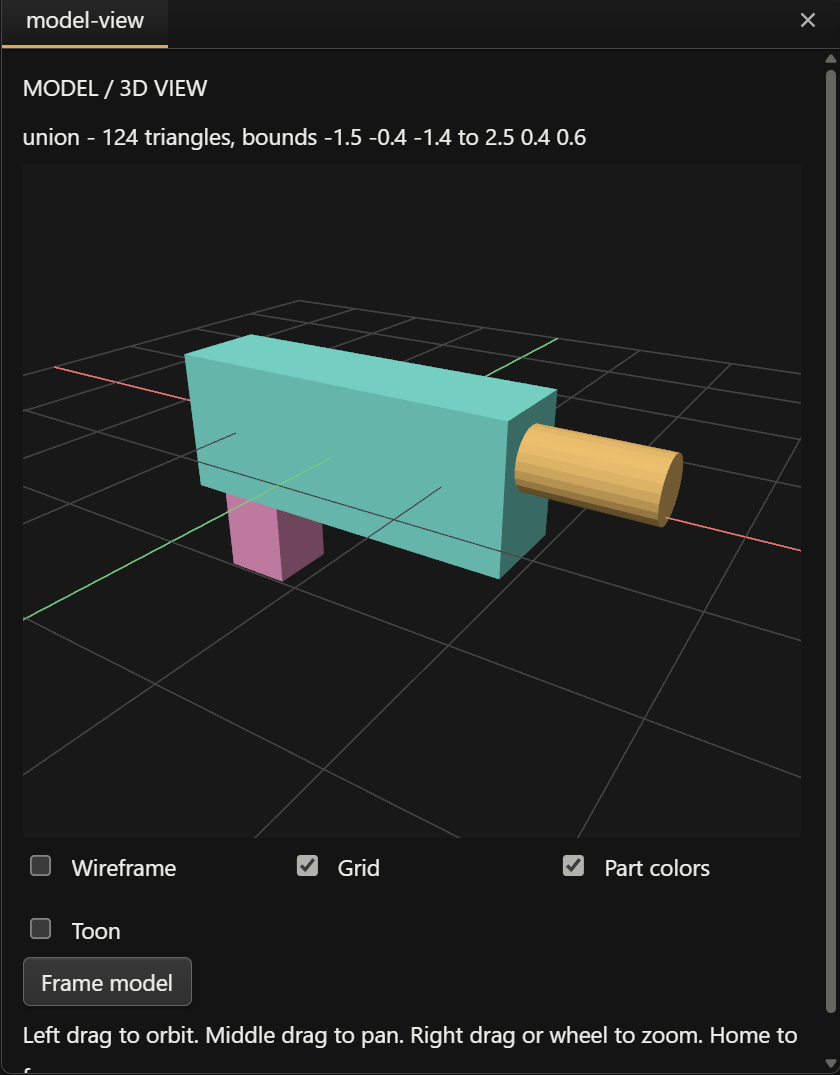 model-view
MODEL / 3D VIEW
union - 124 triangles, bounds -1.5 -0.4 -1.4 to 2.5 0.4 0.6
Wireframe
Grid
Part colors
Toon
Frame model
Left drag to orbit. Middle drag to pan. Right drag or wheel to zoom. Home to